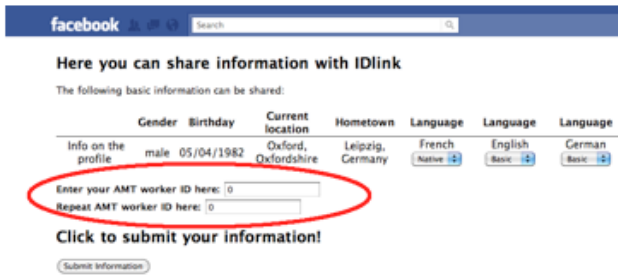 facebook Search
Here you can share information with IDlink
The following basic information can be shared:
Gender Birthday Current location Hometown Language Language Language
Info on the profile male 05/04/1982 Oxford, Oxfordshire Leipzig, Germany French English German
Native Basic Basic
Enter your AMT worker ID here: 0
Repeat AMT worker ID here: 0
Click to submit your information!
Submit Information